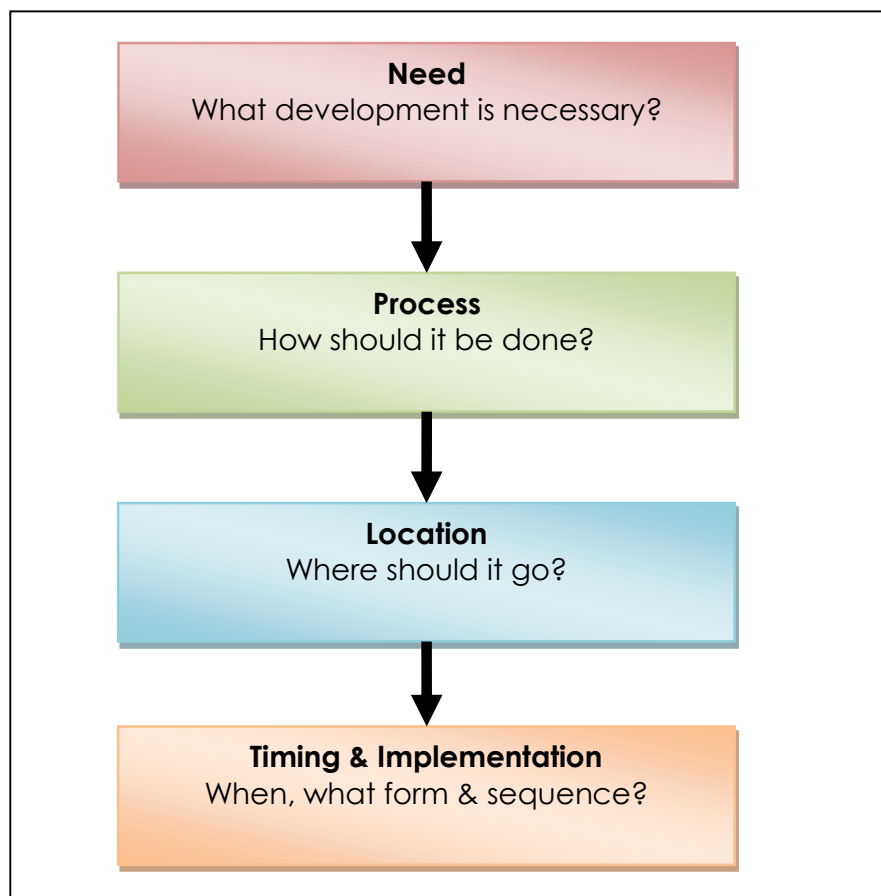 Need
What development is necessary?
Process
How should it be done?
Location
Where should it go?
Timing & Implementation
When, what form & sequence?